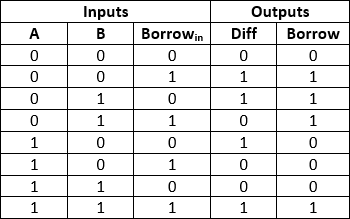 Inputs Outputs
A B Borrowin Diff Borrow
0 0 0 0 0
0 0 1 1 1
0 1 0 1 1
0 1 1 0 1
1 0 0 1 0
1 0 1 0 0
1 1 0 0 0
1 1 1 1 1